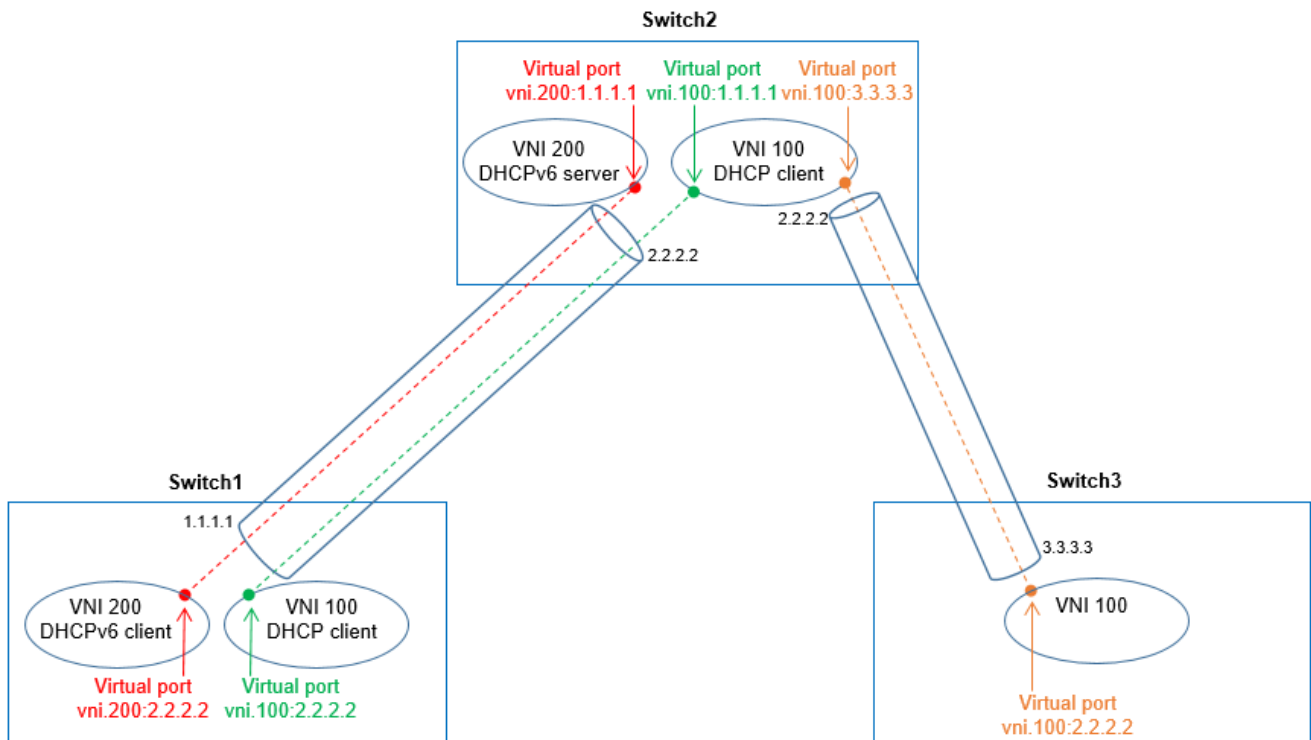 Switch2
Virtual port
vni.200:1.1.1.1
Virtual port
vni.100:1.1.1.1
Virtual port
vni.100:3.3.3.3
VNI 200
DHCPv6 server
VNI 100
DHCP client
2.2.2.2
2.2.2.2
Switch1
1.1.1.1
VNI 200
DHCPv6 client
VNI 100
DHCP client
Virtual port
vni.200:2.2.2.2
Virtual port
vni.100:2.2.2.2
Switch3
3.3.3.3
VNI 100
Virtual port
vni.100:2.2.2.2